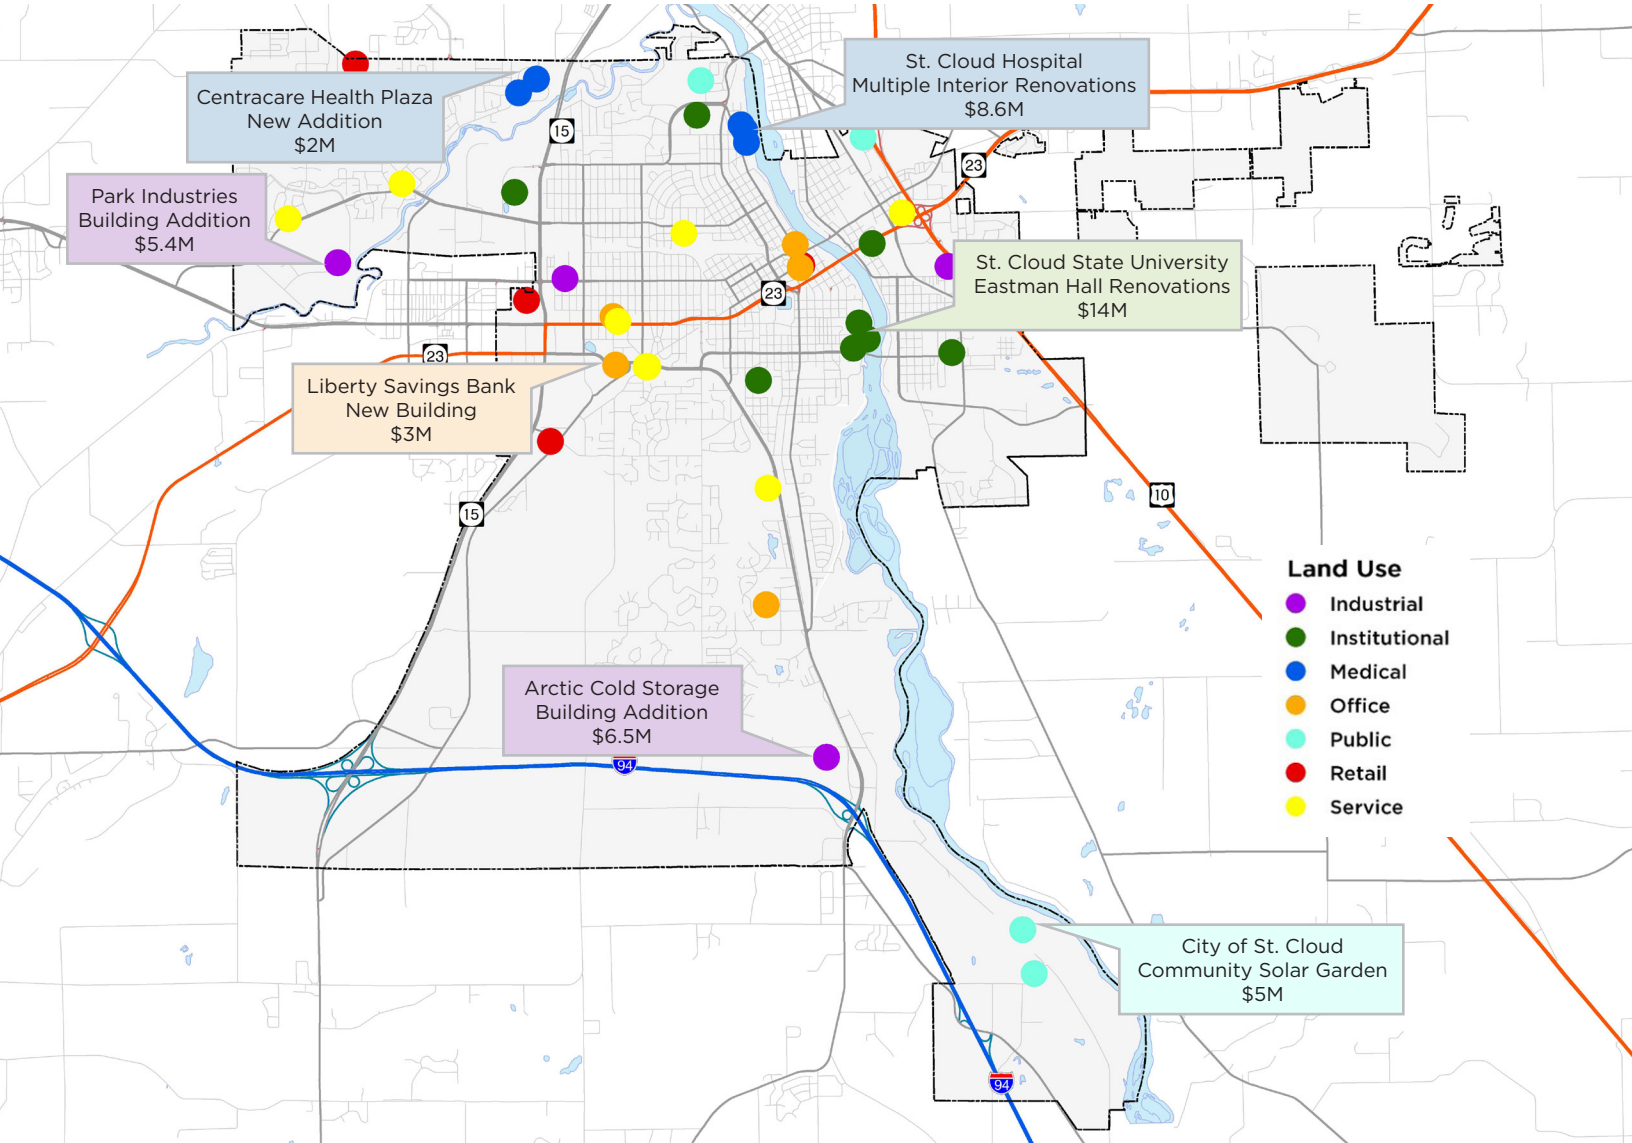 St. Cloud Hospital
Multiple Interior Renovations
$8.6M
Centracare Health Plaza
New Addition
$2M
15
23
Park Industries
Building Addition
$5.4M
St. Cloud State University
Eastman Hall Renovations
$14M
23
23
Liberty Savings Bank
New Building
$3M
15
10
Land Use
Industrial
Institutional
Medical
Office
Public
Retail
Service
Arctic Cold Storage
Building Addition
$6.5M
94
City of St. Cloud
Community Solar Garden
$5M
94